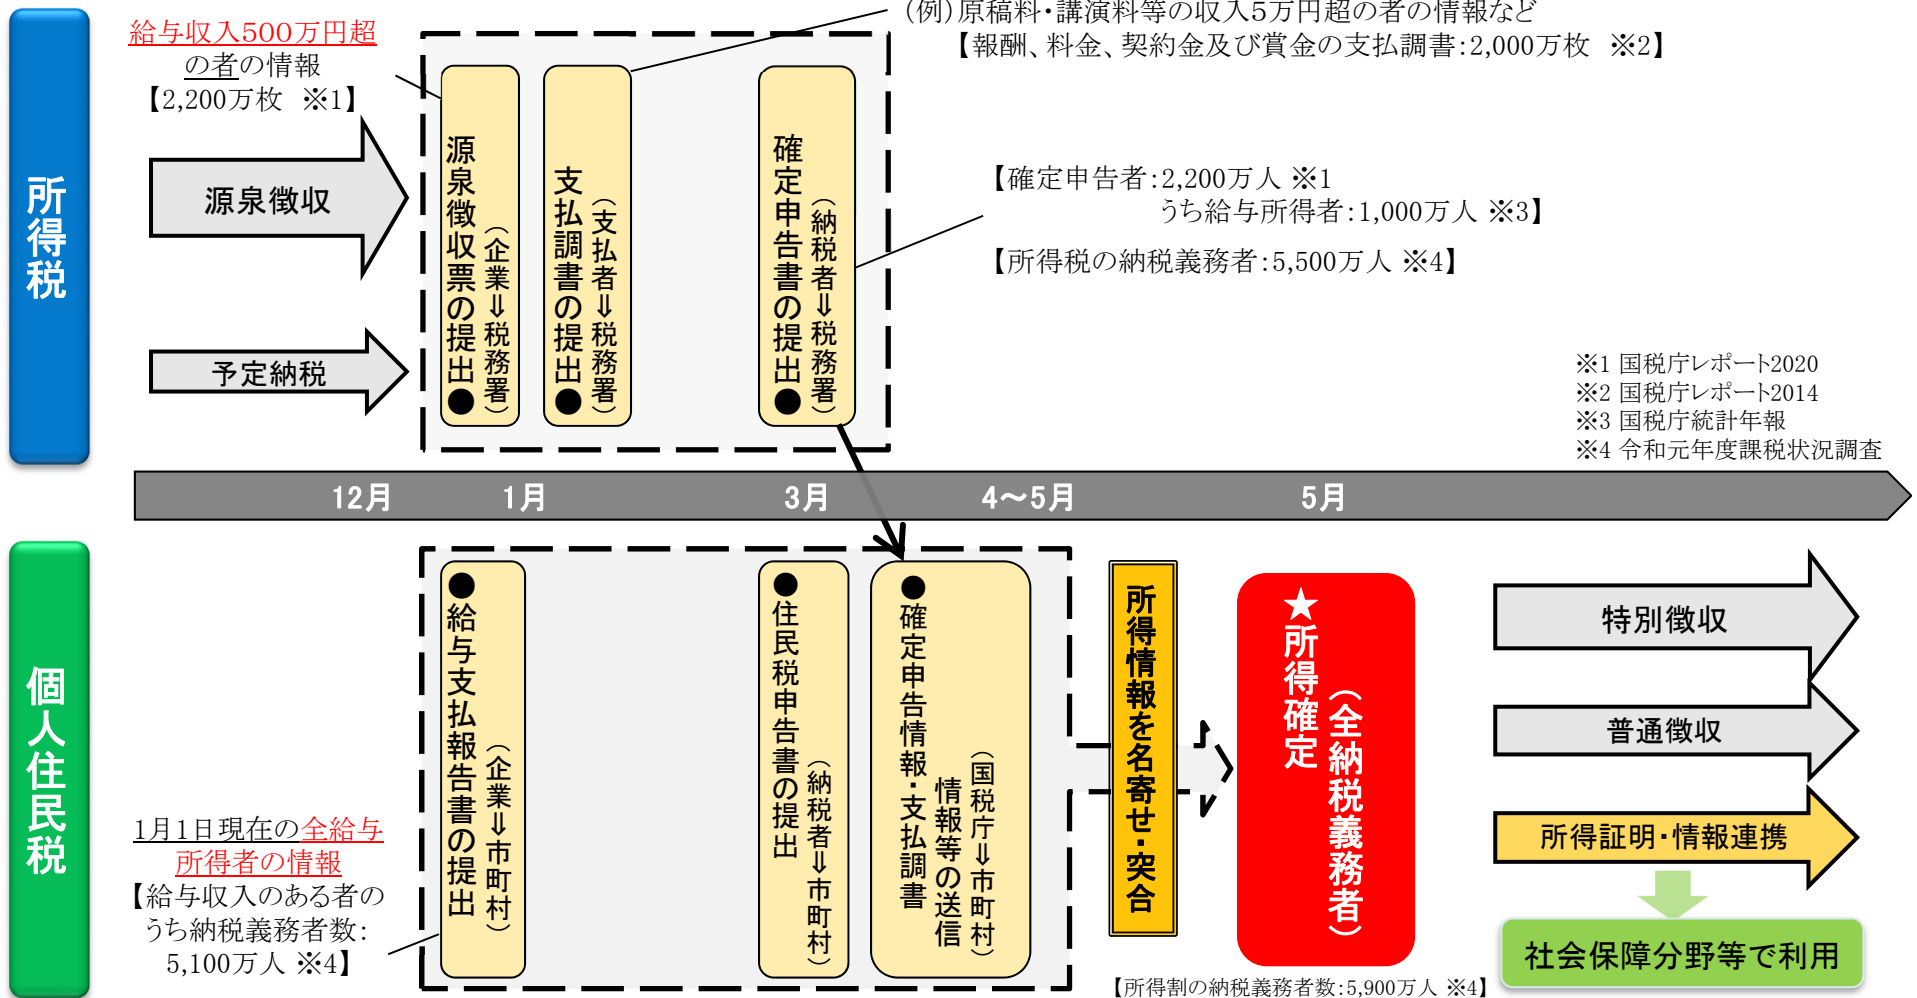 (例)原稿料・講演料等の収入5万円超の者の情報など
【報酬、料金、契約金及び賞金の支払調書:2,000万枚 ※2】
給与収入500万円超
の者の情報
【2,200万枚 ※1】
所得税
源泉徴収
予定納税
源泉徴収票の提出●
(企業⇒税務署)
支払調書の提出●
(支払者⇒税務署)
確定申告書の提出●
(納税者⇒税務署)
【確定申告者:2,200万人 ※1
うち給与所得者:1,000万人 ※3】
【所得税の納税義務者:5,500万人 ※4】
※1 国税庁レポート2020
※2 国税庁レポート2014
※3 国税庁統計年報
※4 令和元年度課税状況調査
12月 1月 3月 4~5月 5月
個人住民税
1月1日現在の全給与
所得者の情報
【給与収入のある者の
うち納税義務者数:
5,100万人 ※4】
●給与支払報告書の提出
(企業⇒市町村)
●住民税申告書の提出
(納税者⇒市町村)
●確定申告情報・支払調書
情報等の送信
(国税庁⇒市町村)
所得情報を名寄せ・突合
★所得確定
(全納税義務者)
【所得割の納税義務者数:5,900万人 ※4】
特別徴収
普通徴収
所得証明・情報連携
社会保障分野等で利用